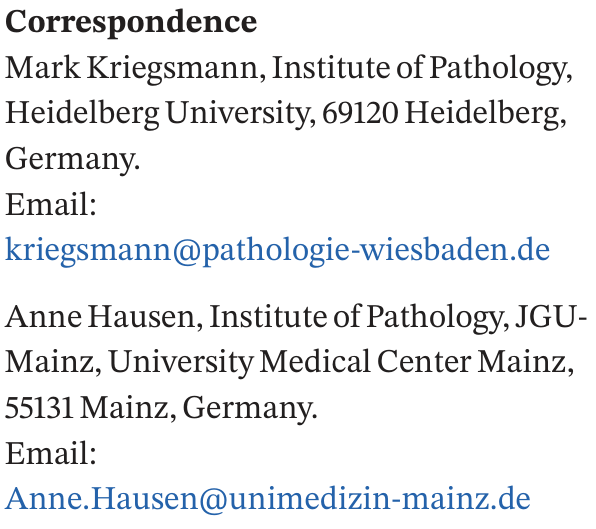 Correspondence
Mark Kriegsmann, Institute of Pathology,
Heidelberg University, 69120 Heidelberg,
Germany.
Email:
kriegsmann@pathologie-wiesbaden.de
Anne Hausen, Institute of Pathology, JGU-
Mainz, University Medical Center Mainz,
55131 Mainz, Germany.
Email:
Anne.Hausen@unimedizin-mainz.de